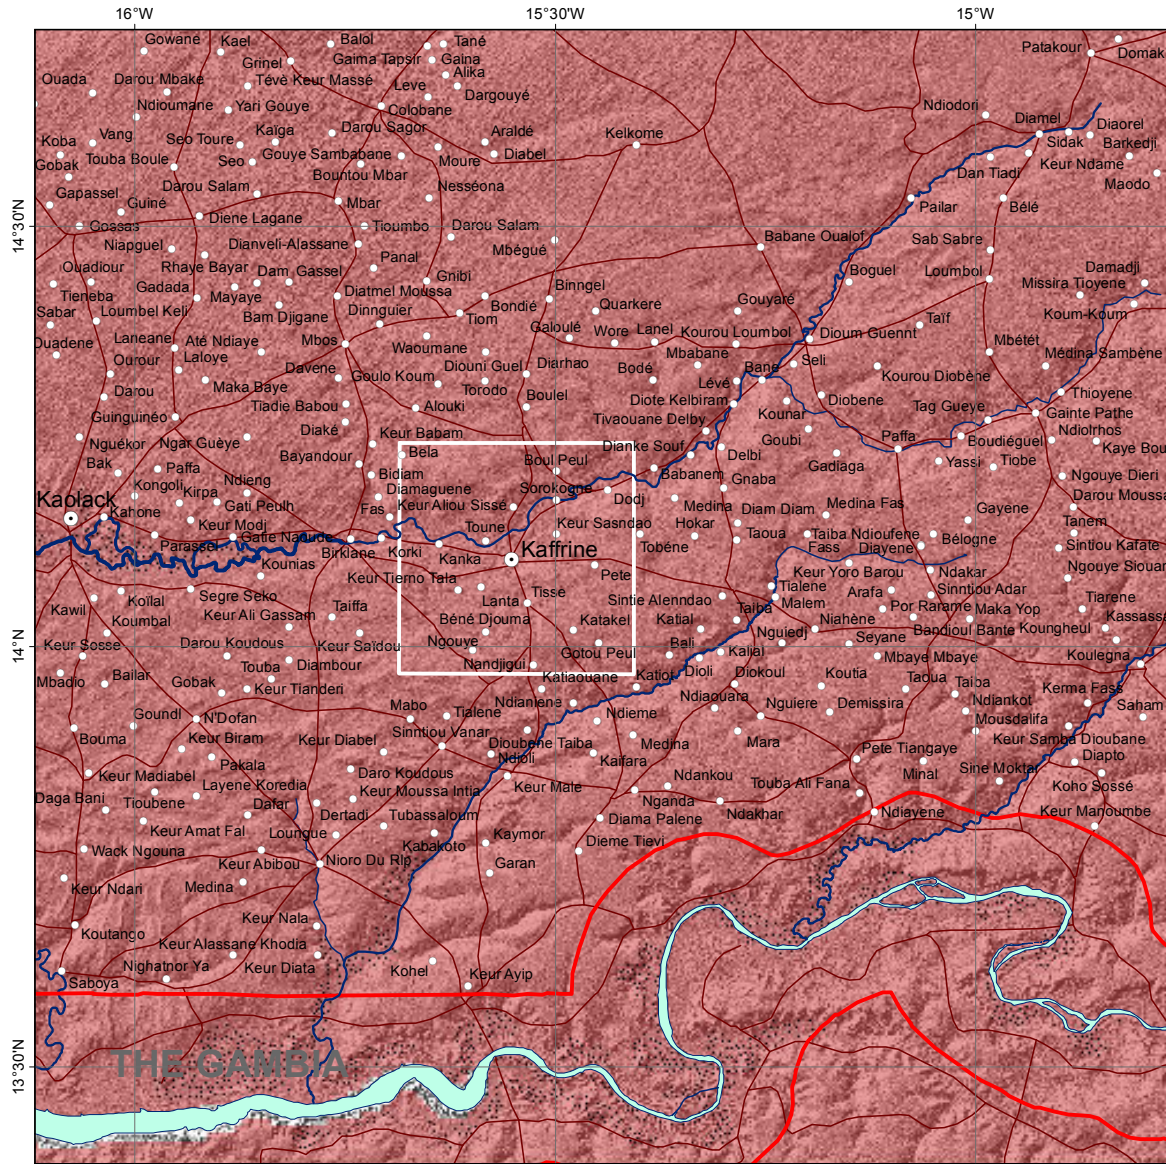 16°W
15°30'W
15°W
Gowané
Kael
Balol
Tané
Patakour
Domak
Grinel
Gaima Tapsir
Galna
Ouada
Darou Mbake
Tévè Keur Massé
Alika
Leve
Dargouyé
Ndioumane
Yari Gouye
Colobane
Ndiodori
Diamel
Diaorel
Koba
Vang
Seo Toure
Kaïga
Darou Sagor
Araldé
Kelkome
Sidak
Barkedji
Gobak
Touba Boule
Seo
Gouye Sambabane
Moure
Diabel
Keur Ndame
Bountou Mbar
Dan Tiadi
Maodo
Gapassel
Guiné
Darou Salam
Mbar
Nesseona
Pailar
Bélé
Gossas
Diene Lagane
Tioumbo
Darou Salam
14°30'N
Niapguel
Dianveli-Alassane
Mbégué
Babane Oualof
Sab Sabre
Ouadiour
Rhaye Bayar
Dam Gassel
Panal
Gnibi
Boguel
Loumbol
Damadji
Tieneba
Gadada
Mayaye
Diatmel Moussa
Binngel
Missira Tioyene
Sabar
Loumbel Keli
Bam Djigane
Dinnguier
Bondié
Quarkeré
Gouyaré
Koum-Koum
Tiom
Ouadene
Laneane
Até Ndiaye
Mbos
Galoulé
Wore
Lanel
Kourou Loumbol
Dioum Guennt
Taïf
Mbétét
Ourour
Laloye
Waoumane
Mbabane
Médina Sambène
Davene
Goulo Koum
Diouni Guel
Diarhao
Bodé
Bane
Seli
Darou
Maka Baye
Torodo
Lévé
Kourou Diobène
Thioyene
Guinguinéo
Tiadie Babou
Alouki
Boulel
Diote Kelbiram
Kounar
Diobene
Tag Gueye
Gainte Pathe
Diaké
Tivaouane Delby
Nguékor
Ngar Guèye
Keur Babam
Dianke Souf
Goubi
Paffa
Boudiéguel
Ndiolrhos
Kaye Bou
Bak
Paffa
Bayandour
Bela
Boul Peul
Delbi
Gadiaga
Yassi
Tiobe
Kongoli
Ndieng
Bidiam
Sorokogne
Babanem
Gnaba
Ngouye Dieri
Kaolack
Kirpa
Diamaguene
Dodj
Darou Moussa
Kahone
Gati Peulh
Fas
Keur Aliou Sissé
Medina
Diam Diam
Medina Fas
Gayene
Tanem
Keur Modj
Toune
Keur Sasndao
Hokar
Taoua
Taiba Ndioufene
Bélogne
Parassel
Gatie Naoude
Birkiane
Korki
Kanka
Kaffrine
Tobéne
Fass
Diayene
Sintiou Kafate
Kounias
Keur Tierno Tala
Pete
Keur Yoro Barou
Ndakar
Ngouye Siouar
Kawil
Koïlal
Segre Seko
Taiffa
Lanta
Tissé
Sintie Alenndao
Tialene
Arafa
Sinntiou Adar
Koumbal
Keur Ali Gassam
Béné Djouma
Katakel
Taiba
Malem
Por Rarame
Maka Yop
Tiarene
14°N
Keur Sosse
Darou Koudous
Keur Saïdou
Ngouye
Katial
Nguiedj
Niahène
Bandioul Bante
Koungheul
Kassass
Gotou Peul
Bali
Kalial
Seyane
Mbadio
Bailar
Touba
Diambour
Nandjigui
Dioli
Mbaye Mbaye
Koulegna
Gobak
Keur Tianderi
Katiaouane
Katiot
Diokoul
Koutia
Taoua
Taiba
Kerma Fass
Goundl
N'Dofan
Mabo
Tialene
Ndianlene
Ndieme
Ndiaouara
Nguiere
Demissira
Ndiankot
Saham
Bouma
Keur Biram
Keur Diabel
Sinntiou Vanar
Mousdalifa
Dioubene Taiba
Medina
Mara
Keur Samba Dioubane
Pakala
Ndioli
Kaifara
Pete Tiangaye
Diapto
Keur Madiabel
Daro Koudous
Ndankou
Touba Ali Fana
Minal
Sine Moktar
Daga Bani
Layene Koredia
Keur Moussa Intia
Keur Male
Koho Sossé
Tioubene
Dafar
Dertadi
Tubassaloum
Nganda
Ndakhar
Ndiayene
Keur Manoumbe
Keur Amat Fal
Loungue
Kaymor
Diama Palene
Wack Ngouna
Keur Abibou
Nioro Du Rip
Kabakoto
Dieme Tievi
Keur Ndari
Medina
Garan
Koutango
Keur Nala
Keur Alassane Khodia
Nighatnor Ya
Keur Diata
Kohel
Keur Ayip
Saboya
THE GAMBIA
13°30'N